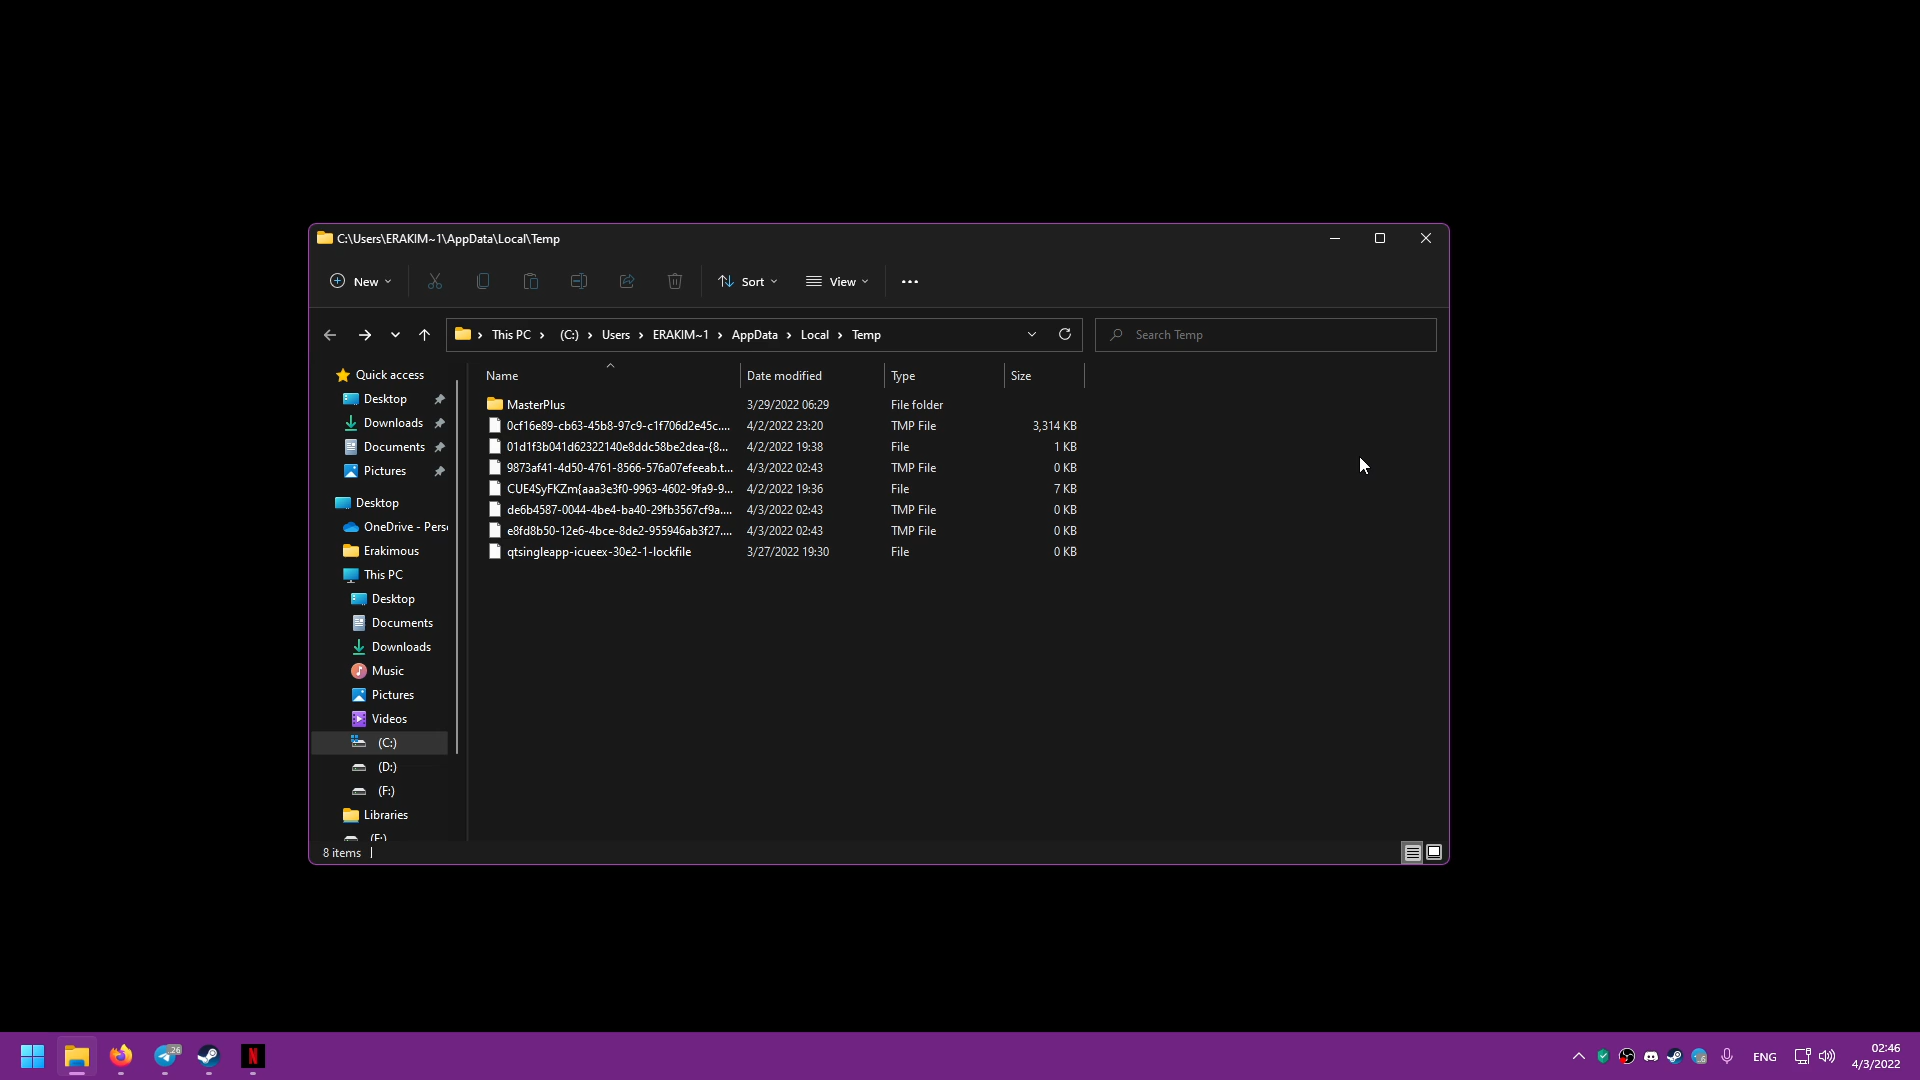 C:\Users\ERAKIM~1\AppData\Local\Temp
New
Sort
View
This PC
(C:)
Users
ERAKIM~1
AppData
Local
Temp
Search Temp
Quick access
Desktop
Downloads
Documents
Pictures
Desktop
OneDrive - Pers
Erakimous
This PC
Desktop
Documents
Downloads
Music
Pictures
Videos
(C:)
(D:)
(F:)
Libraries
Name Date modified Type Size
MasterPlus 3/29/2022 06:29 File folder
0cf16e89-cb63-45b8-97c9-c1f706d2e45c.... 4/2/2022 23:20 TMP File 3,314 KB
01d1f3b041d62322140e8ddc58be2dea-{8... 4/2/2022 19:38 File 1 KB
9873af41-4d50-4761-8566-576a07efeeab.t... 4/3/2022 02:43 TMP File 0 KB
CUE4SyFKZm{aaa3e3f0-9963-4602-9fa9-9... 4/2/2022 19:36 File 7 KB
de6b4587-0044-4be4-ba40-29fb3567cf9a.... 4/3/2022 02:43 TMP File 0 KB
e8fd8b50-12e6-4bce-8de2-955946ab3f27.... 4/3/2022 02:43 TMP File 0 KB
qtsingleapp-icueex-30e2-1-lockfile 3/27/2022 19:30 File 0 KB
8 items
ENG
02:46
4/3/2022